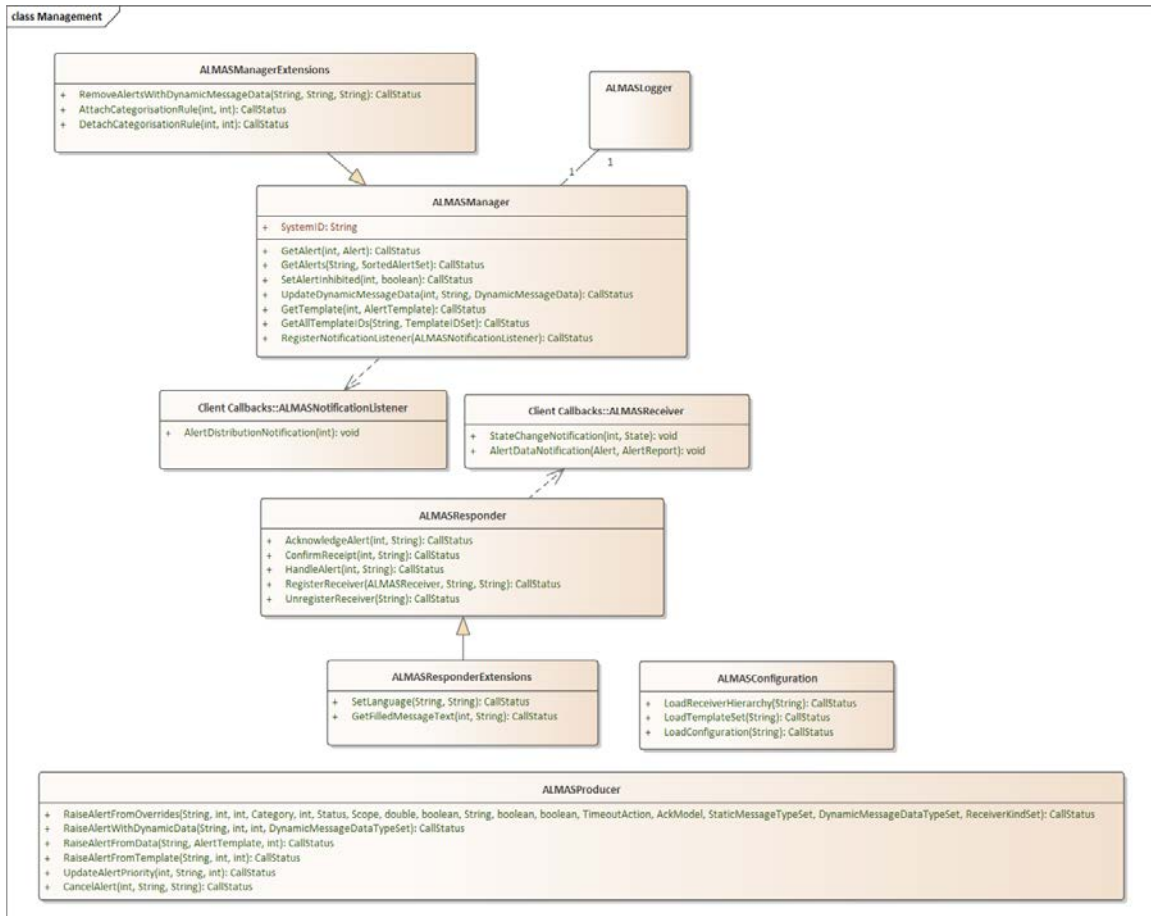 class Management
ALMASManagerExtensions
+ RemoveAlertsWithDynamicMessageData(String, String, String): CallStatus
+ AttachCategorisationRule(int, int): CallStatus
+ DetachCategorisationRule(int, int): CallStatus
ALMASLogger
1
1
ALMASManager
+ SystemID: String
+ GetAlert(int, Alert): CallStatus
+ GetAlerts(String, SortedAlertSet): CallStatus
+ SetAlertInhibited(int, boolean): CallStatus
+ UpdateDynamicMessageData(int, String, DynamicMessageData): CallStatus
+ GetTemplate(int, AlertTemplate): CallStatus
+ GetAllTemplateIDs(String, TemplateIDSet): CallStatus
+ RegisterNotificationListener(ALMASNotificationListener): CallStatus
Client Callbacks::ALMASNotificationListener
+ AlertDistributionNotification(int): void
Client Callbacks::ALMASReceiver
+ StateChangeNotification(int, State): void
+ AlertDataNotification(Alert, AlertReport): void
ALMASResponder
+ AcknowledgeAlert(int, String): CallStatus
+ ConfirmReceipt(int, String): CallStatus
+ HandleAlert(int, String): CallStatus
+ RegisterReceiver(ALMASReceiver, String, String): CallStatus
+ UnregisterReceiver(String): CallStatus
ALMASResponderExtensions
+ SetLanguage(String, String): CallStatus
+ GetFilledMessageText(int, String): CallStatus
ALMASConfiguration
+ LoadReceiverHierarchy(String): CallStatus
+ LoadTemplateSet(String): CallStatus
+ LoadConfiguration(String): CallStatus
ALMASProducer
+ RaiseAlertFromOverrides(String, int, int, Category, int, Status, Scope, double, boolean, String, boolean, boolean, TimeoutAction, AckModel, StaticMessageTypeSet, DynamicMessageDataTypeSet, ReceiverKindSet): CallStatus
+ RaiseAlertWithDynamicData(String, int, int, DynamicMessageDataTypeSet): CallStatus
+ RaiseAlertFromData(String, AlertTemplate, int): CallStatus
+ RaiseAlertFromTemplate(String, int, int): CallStatus
+ UpdateAlertPriority(int, String, int): CallStatus
+ CancelAlert(int, String, String): CallStatus